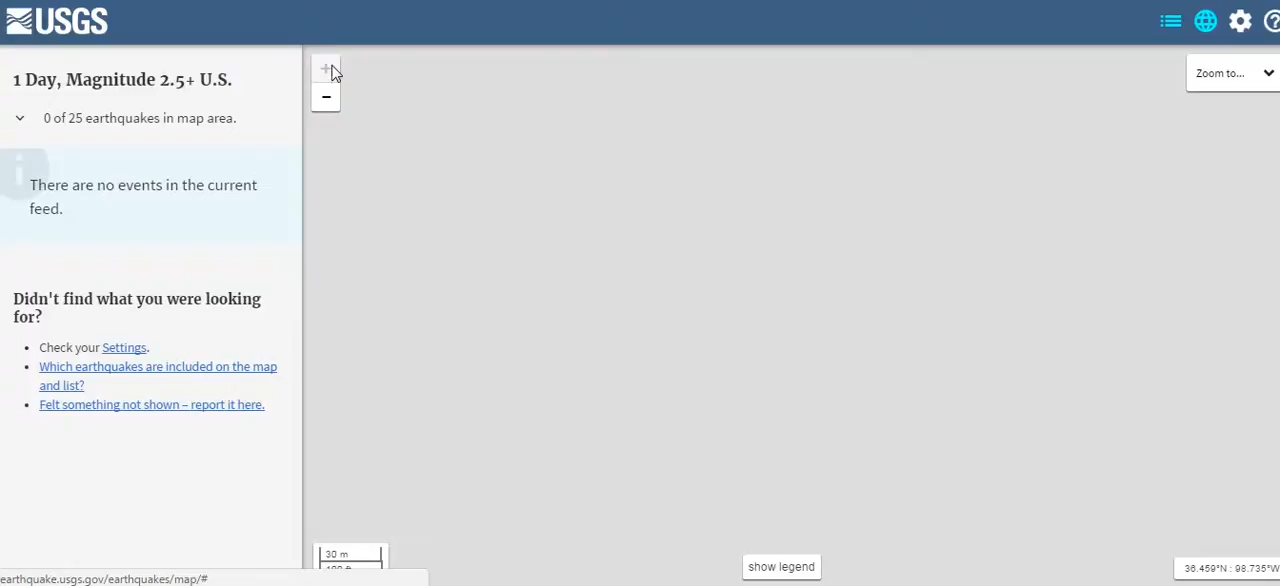 USGS
1 Day, Magnitude 2.5+ U.S.
0 of 25 earthquakes in map area.
There are no events in the current
feed.
Didn't find what you were looking
for?
Check your Settings.
Which earthquakes are included on the map
and list?
Felt something not shown – report it here.
earthquake.usgs.gov/earthquakes/map/#
+
−
Zoom to...
30 m
100 ft
show legend
36.459°N : 98.735°W